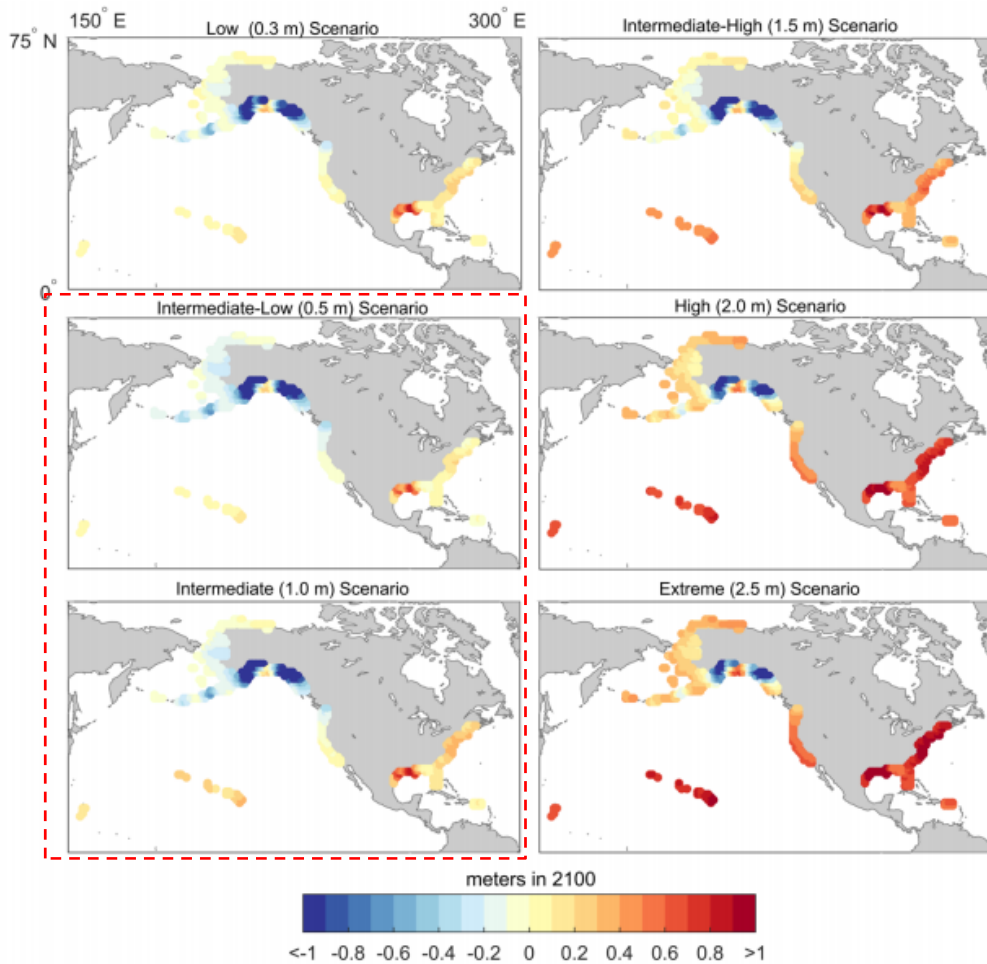 150° E
300° E
75° N
Low (0.3 m) Scenario
Intermediate-High (1.5 m) Scenario
0°
Intermediate-Low (0.5 m) Scenario
High (2.0 m) Scenario
Intermediate (1.0 m) Scenario
Extreme (2.5 m) Scenario
meters in 2100
<-1 -0.8 -0.6 -0.4 -0.2 0 0.2 0.4 0.6 0.8 >1